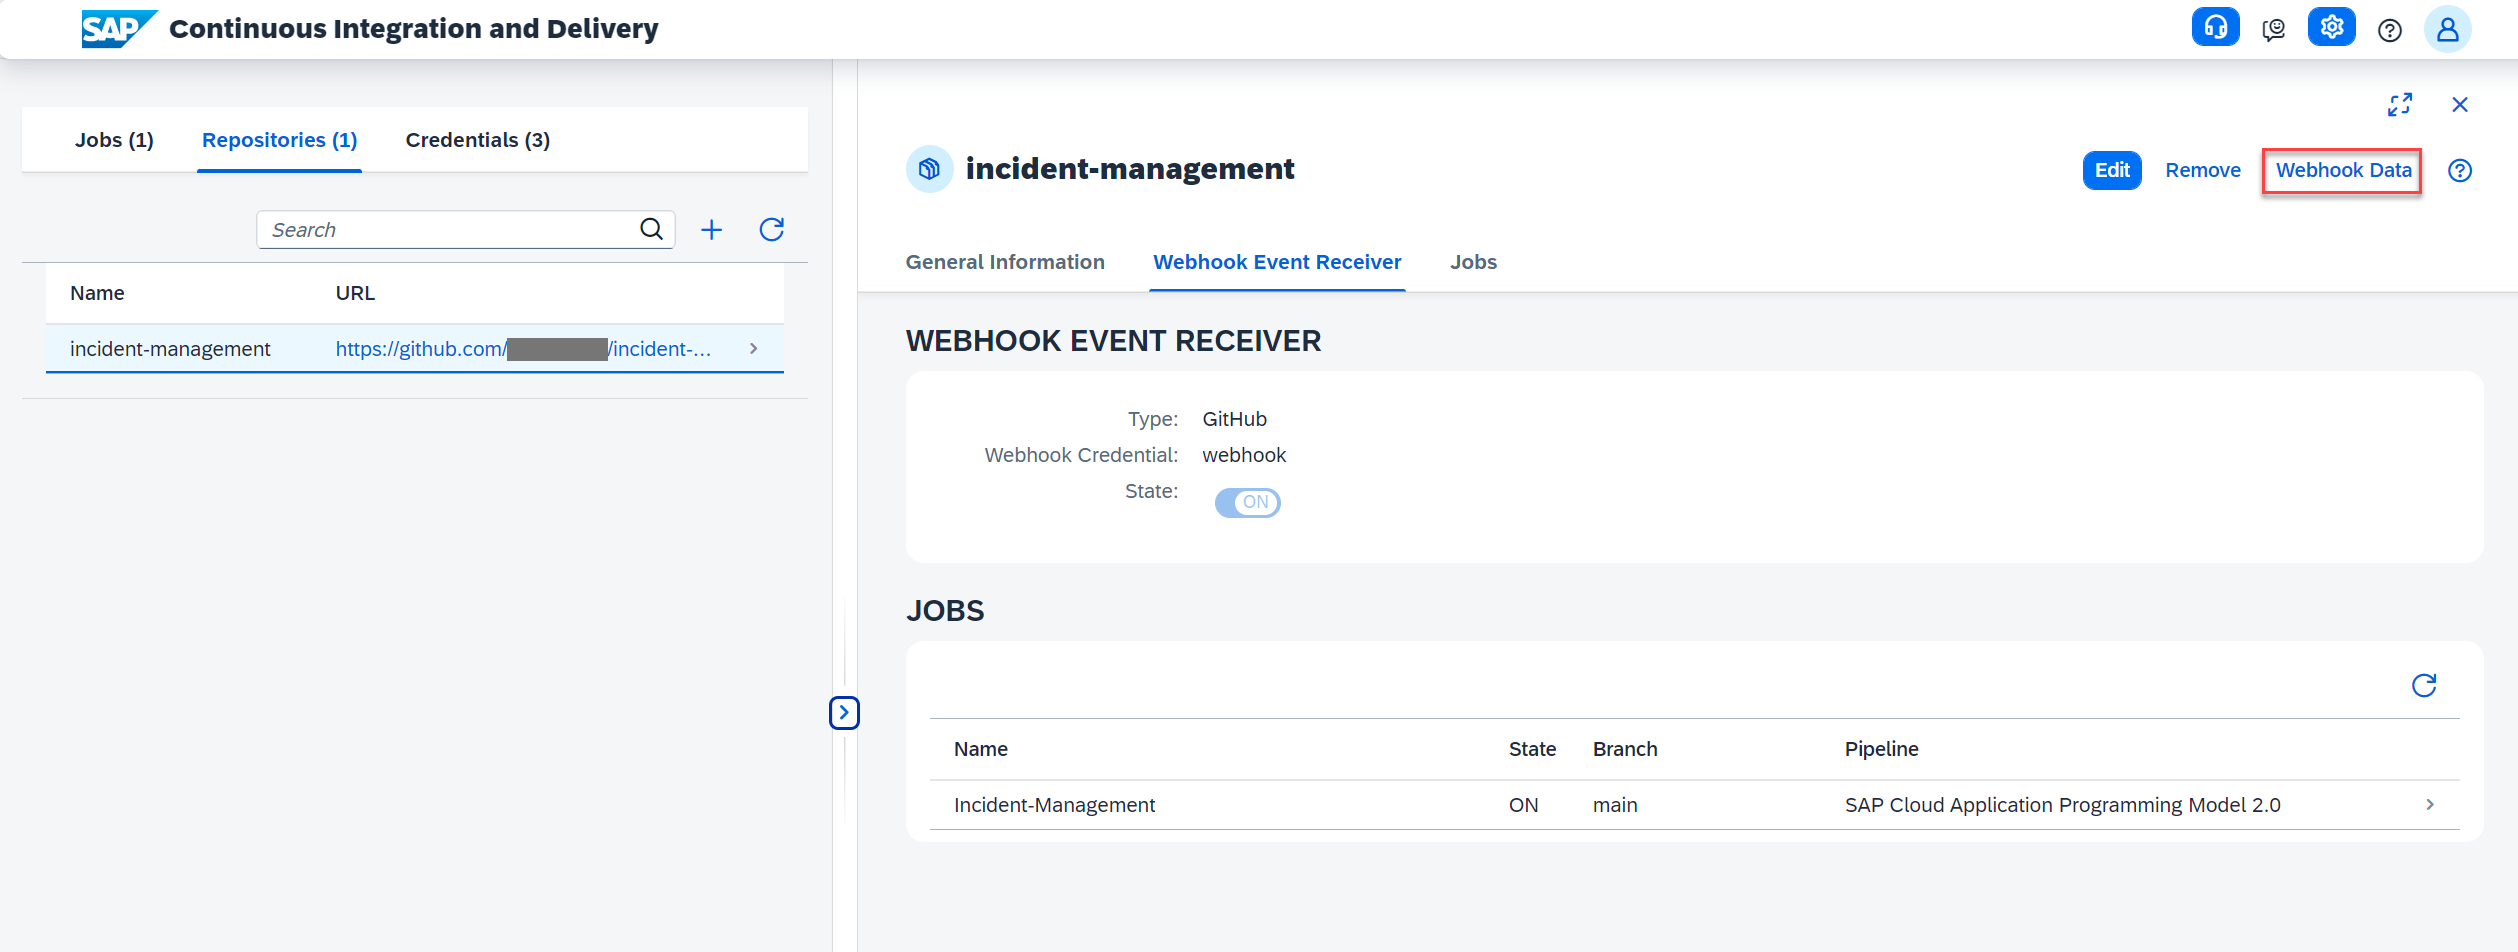 SAP Continuous Integration and Delivery
Jobs (1) Repositories (1) Credentials (3)
Search
Name URL
incident-management https://github.com/ /incident-...
incident-management
Edit Remove Webhook Data
General Information Webhook Event Receiver Jobs
WEBHOOK EVENT RECEIVER
Type: GitHub
Webhook Credential: webhook
State: ON
JOBS
Name State Branch Pipeline
Incident-Management ON main SAP Cloud Application Programming Model 2.0